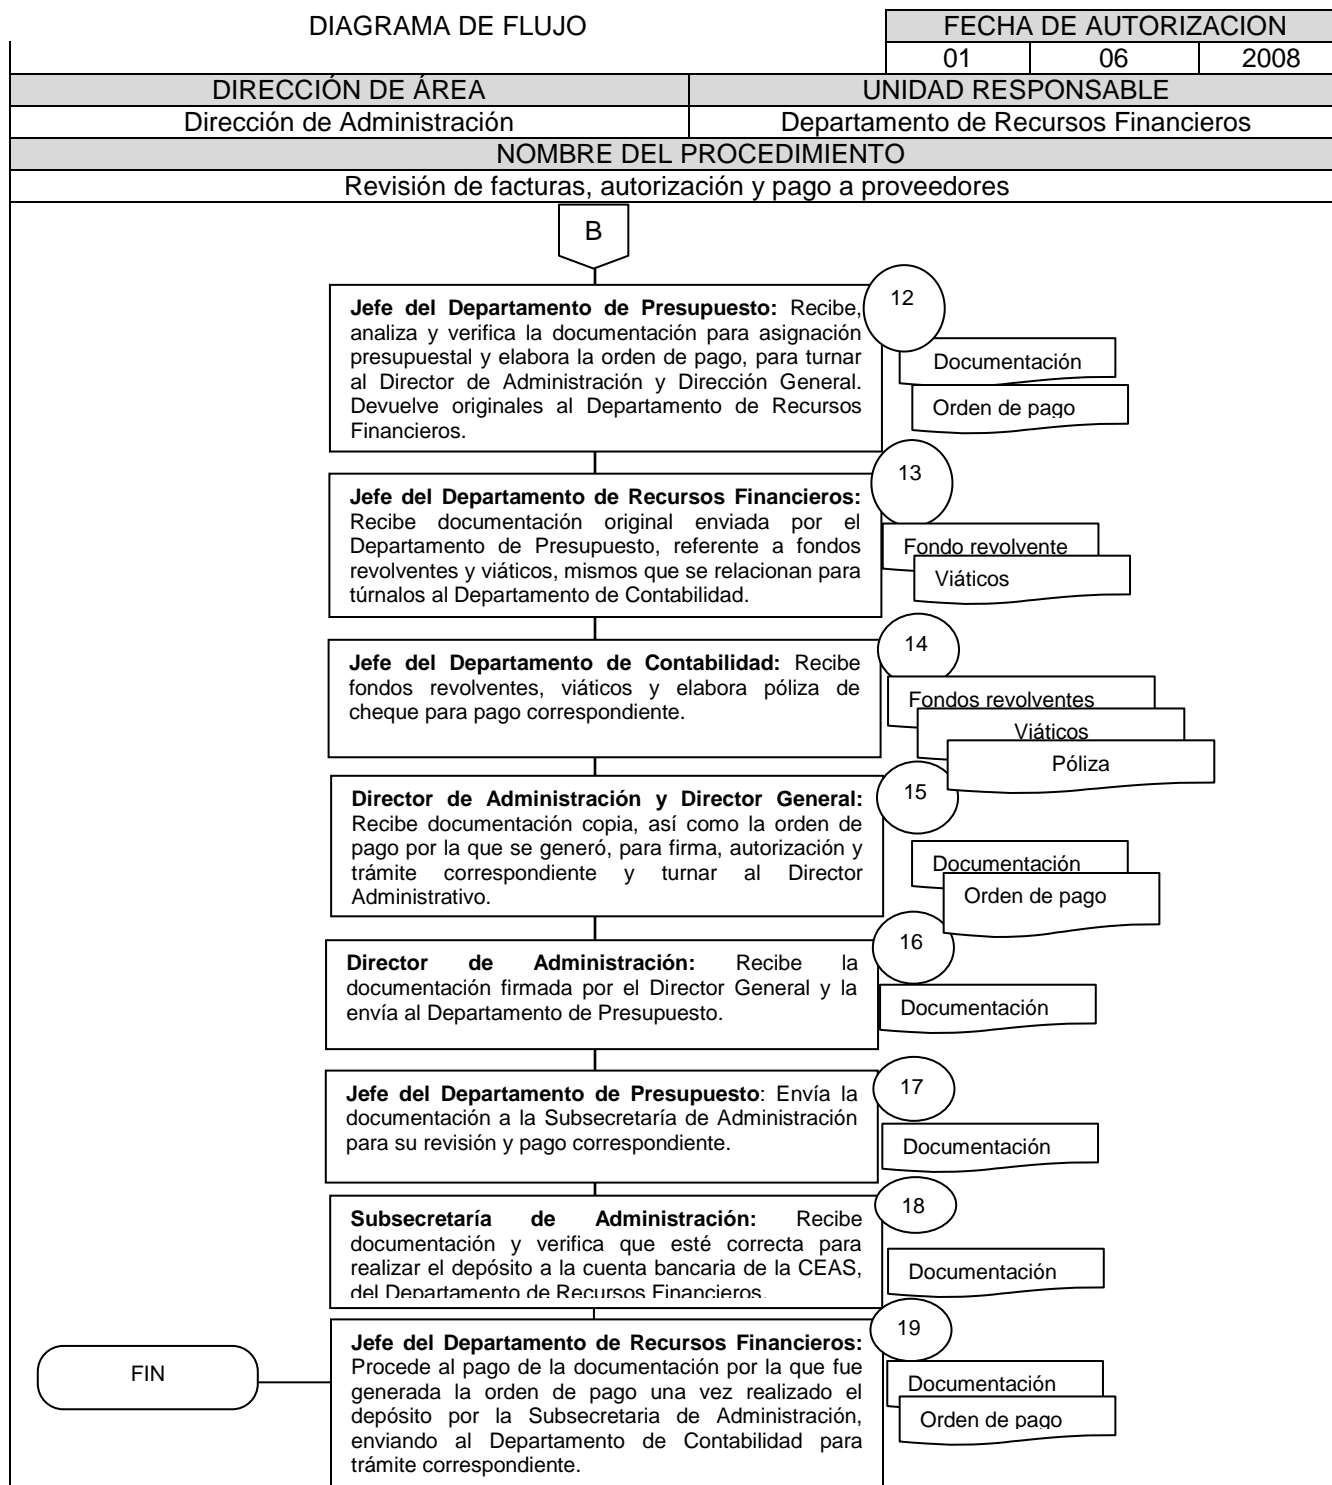 DIAGRAMA DE FLUJO
FECHA DE AUTORIZACION
01 06 2008
DIRECCIÓN DE ÁREA
UNIDAD RESPONSABLE
Dirección de Administración
Departamento de Recursos Financieros
NOMBRE DEL PROCEDIMIENTO
Revisión de facturas, autorización y pago a proveedores
B
Jefe del Departamento de Presupuesto: Recibe,
analiza y verifica la documentación para asignación
presupuestal y elabora la orden de pago, para turnar
al Director de Administración y Dirección General.
Devuelve originales al Departamento de Recursos
Financieros.
12
Documentación
Orden de pago
Jefe del Departamento de Recursos Financieros:
Recibe documentación original enviada por el
Departamento de Presupuesto, referente a fondos
revolventes y viáticos, mismos que se relacionan para
túrnalos al Departamento de Contabilidad.
13
Fondo revolvente
Viáticos
Jefe del Departamento de Contabilidad: Recibe
fondos revolventes, viáticos y elabora póliza de
cheque para pago correspondiente.
14
Fondos revolventes
Viáticos
Póliza
Director de Administración y Director General:
Recibe documentación copia, así como la orden de
pago por la que se generó, para firma, autorización y
trámite correspondiente y turnar al Director
Administrativo.
15
Documentación
Orden de pago
Director de Administración: Recibe la
documentación firmada por el Director General y la
envía al Departamento de Presupuesto.
16
Documentación
Jefe del Departamento de Presupuesto: Envía la
documentación a la Subsecretaría de Administración
para su revisión y pago correspondiente.
17
Documentación
Subsecretaría de Administración: Recibe
documentación y verifica que esté correcta para
realizar el depósito a la cuenta bancaria de la CEAS,
del Departamento de Recursos Financieros.
18
Documentación
Jefe del Departamento de Recursos Financieros:
Procede al pago de la documentación por la que fue
generada la orden de pago una vez realizado el
depósito por la Subsecretaria de Administración,
enviando al Departamento de Contabilidad para
trámite correspondiente.
19
Documentación
Orden de pago
FIN